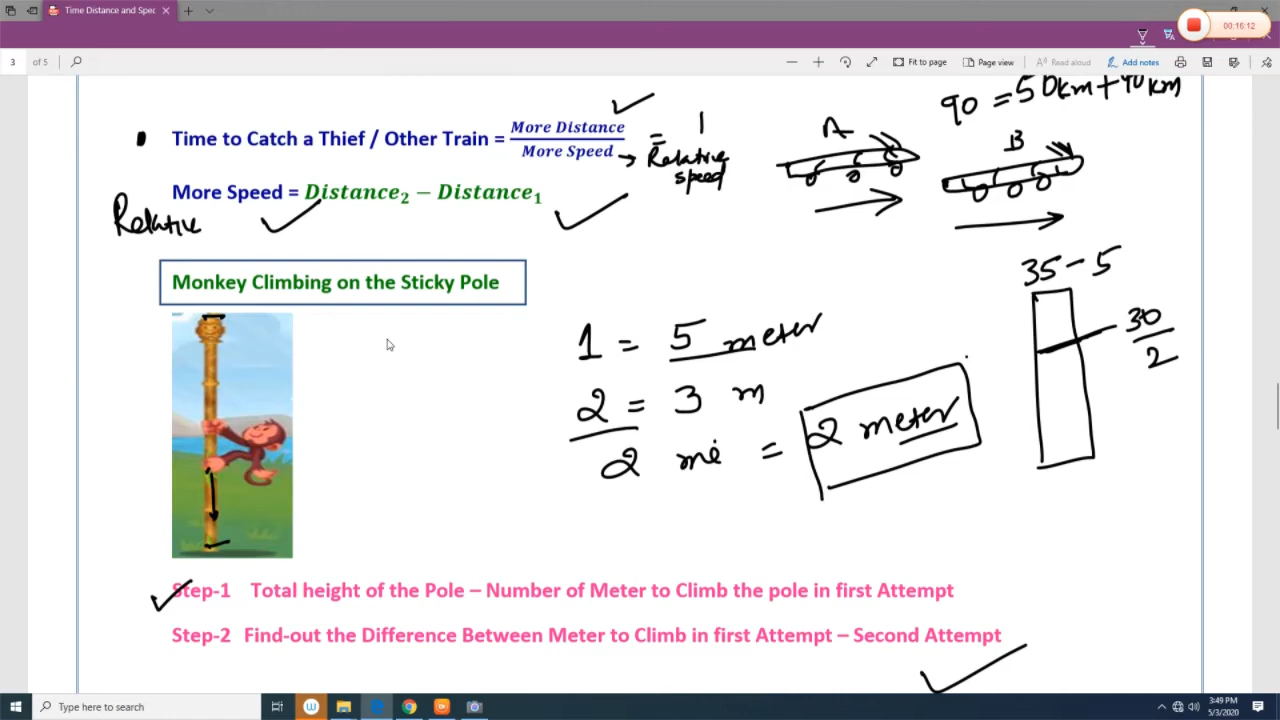 Time Distance and Spec
00:16:12
3 of 5
Fit to page
Page view
Read aloud
Add notes
90 = 50km + 40km
Time to Catch a Thief / Other Train = More Distance / More Speed
= 1
Relative speed
A
B
More Speed = Distance₂ − Distance₁
Relative
35 - 5
Monkey Climbing on the Sticky Pole
1 = 5 meter
30
2
2 = 3 m
2 me = 2 meter
Step-1 Total height of the Pole – Number of Meter to Climb the pole in first Attempt
Step-2 Find-out the Difference Between Meter to Climb in first Attempt – Second Attempt
Type here to search
3:49 PM
5/3/2020